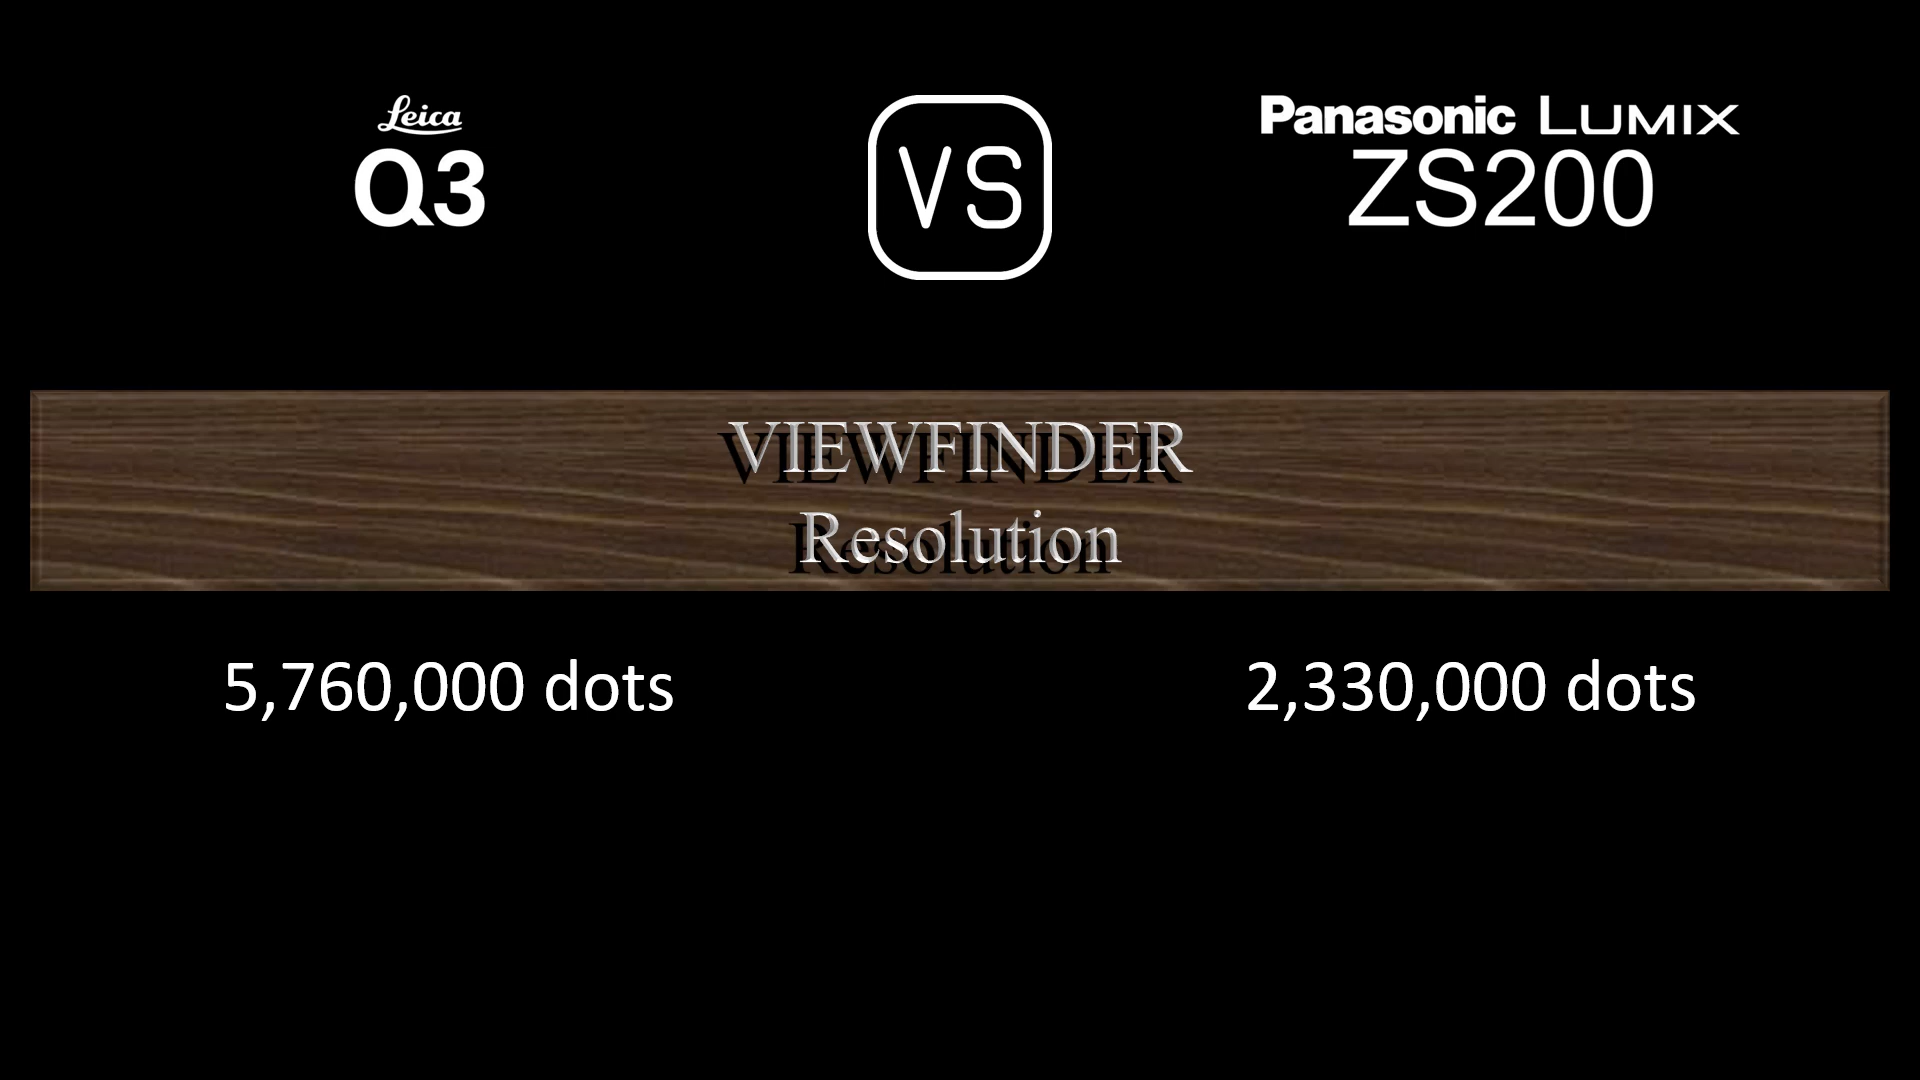 Leica
Q3
VS
Panasonic LUMIX
ZS200
VIEWFINDER
Resolution
5,760,000 dots
2,330,000 dots